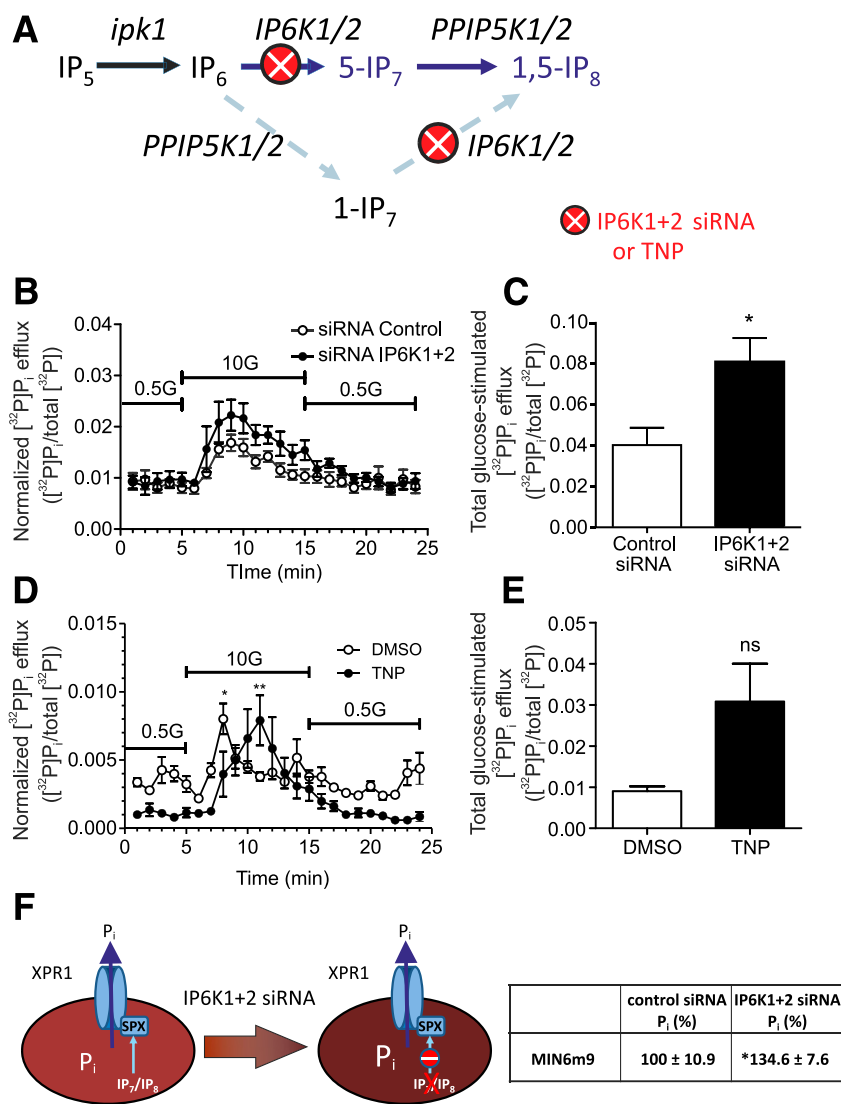 A
ipk1 IP6K1/2 PPIP5K1/2
IP5 IP6 5-IP7 1,5-IP8
PPIP5K1/2 IP6K1/2
1-IP7
IP6K1+2 siRNA
or TNP
B
Normalized [32P]Pi efflux
([32P]Pi/total [32P])
0.04
0.03
0.02
0.01
0.00
siRNA Control
siRNA IP6K1+2
10G
0.5G 0.5G
0 5 10 15 20 25
TIme (min)
C
Total glucose-stimulated
[32P]Pi efflux
([32P]Pi/total [32P])
0.10
0.08
0.06
0.04
0.02
0.00
*
Control
siRNA
IP6K1+2
siRNA
D
Normalized [32P]Pi efflux
([32P]Pi/total [32P])
0.015
0.010
0.005
0.000
DMSO
TNP
10G
* **
0.5G 0.5G
0 5 10 15 20 25
Time (min)
E
Total glucose-stimulated
[32P]Pi efflux
([32P]Pi/total [32P])
0.05
0.04
0.03
0.02
0.01
0.00
ns
DMSO TNP
F
Pi
XPR1
SPX
Pi
IP7/IP8
IP6K1+2 siRNA
Pi
XPR1
SPX
Pi
IP7/IP8
control siRNA IP6K1+2 siRNA
Pi (%) Pi (%)
MIN6m9 100 ± 10.9 *134.6 ± 7.6